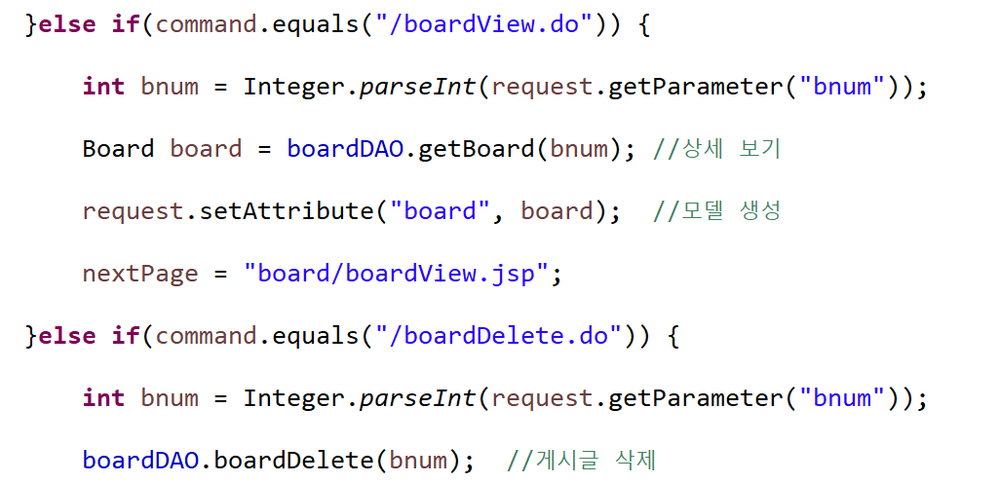 }else if(command.equals("/boardView.do")) {
int bnum = Integer.parseInt(request.getParameter("bnum"));
Board board = boardDAO.getBoard(bnum); //상세 보기
request.setAttribute("board", board);  //모델 생성
nextPage = "board/boardView.jsp";
}else if(command.equals("/boardDelete.do")) {
int bnum = Integer.parseInt(request.getParameter("bnum"));
boardDAO.boardDelete(bnum);  //게시글 삭제